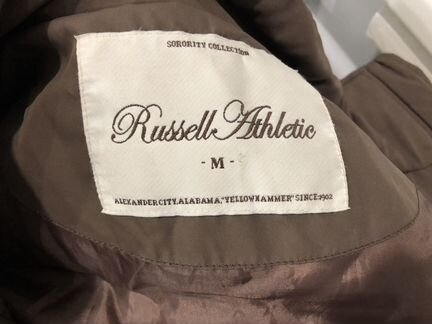 SORORITY COLLECTION
Russell Athletic
- M -
ALEXANDER CITY, ALABAMA, "YELLOWHAMMER" SINCE 1902